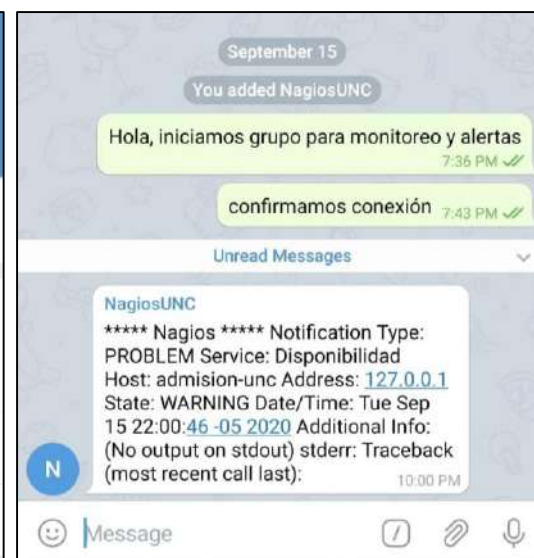 September 15
You added NagiosUNC
Hola, iniciamos grupo para monitoreo y alertas
7:36 PM
confirmamos conexión 7:43 PM
Unread Messages
NagiosUNC
***** Nagios ***** Notification Type:
PROBLEM Service: Disponibilidad
Host: admision-unc Address: 127.0.0.1
State: WARNING Date/Time: Tue Sep
15 22:00:46 -05 2020 Additional Info:
(No output on stdout) stderr: Traceback
(most recent call last):
10:00 PM
N
Message